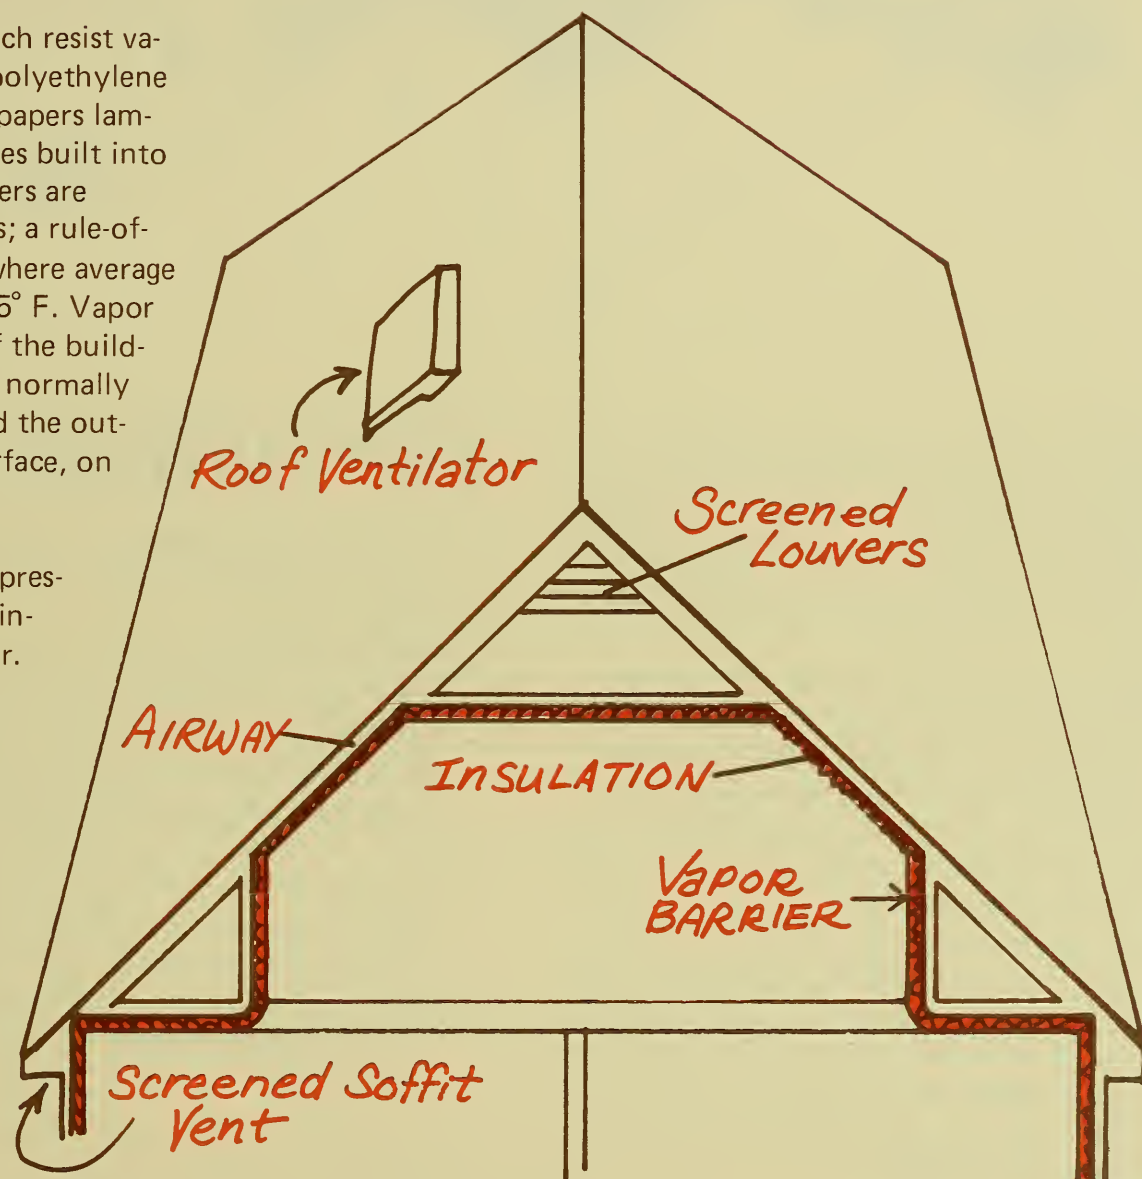 ch resist va-
polyethylene
papers lam-
es built into
ers are
s; a rule-of-
where average
5° F. Vapor
f the build-
normally
d the out-
rface, on
pres-
in-
r.
Roof Ventilator
Screened
Louvers
AIRWAY
INSULATION
VAPOR
BARRIER
Screened Soffit
Vent